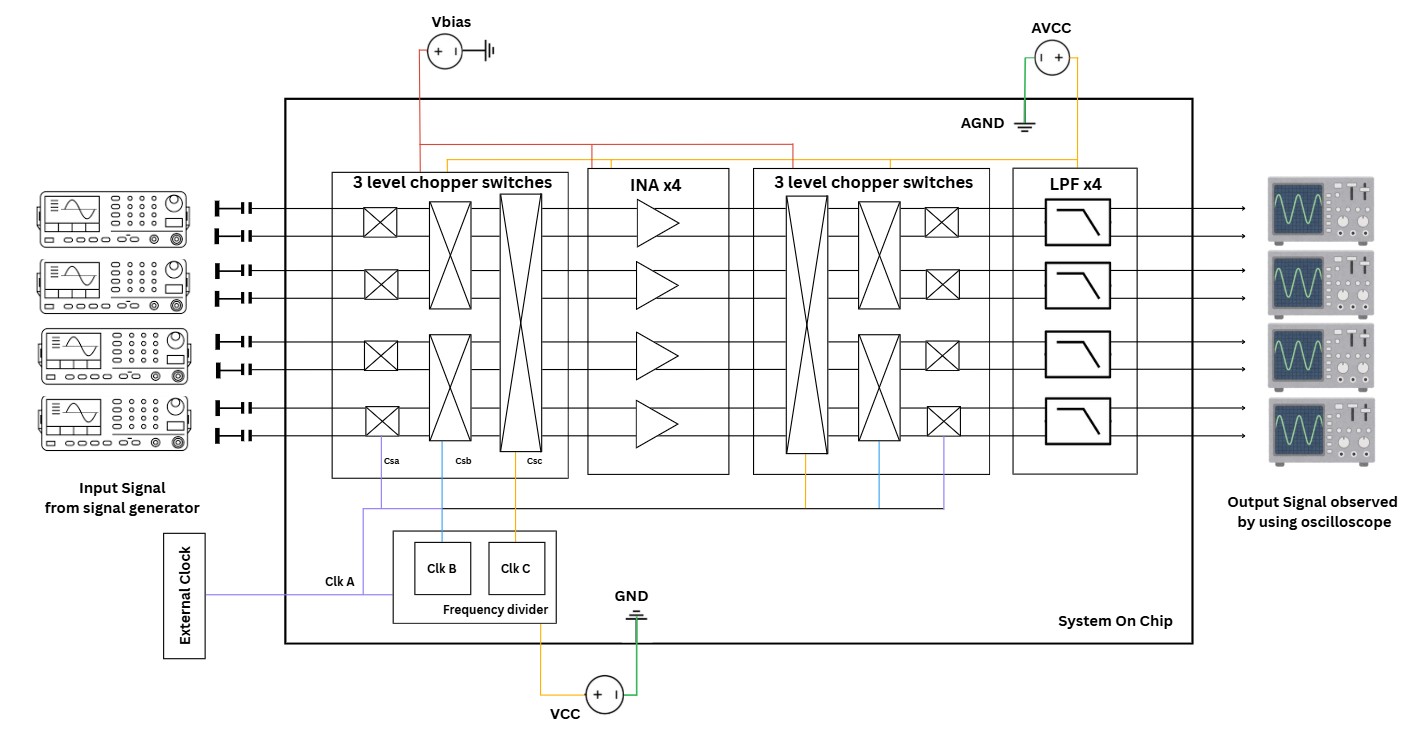 Vbias
AVCC
AGND
3 level chopper switches
INA x4
3 level chopper switches
LPF x4
Csa
Csb
Csc
Input Signal
from signal generator
Output Signal observed
by using oscilloscope
External Clock
Clk A
Clk B
Clk C
Frequency divider
GND
System On Chip
VCC